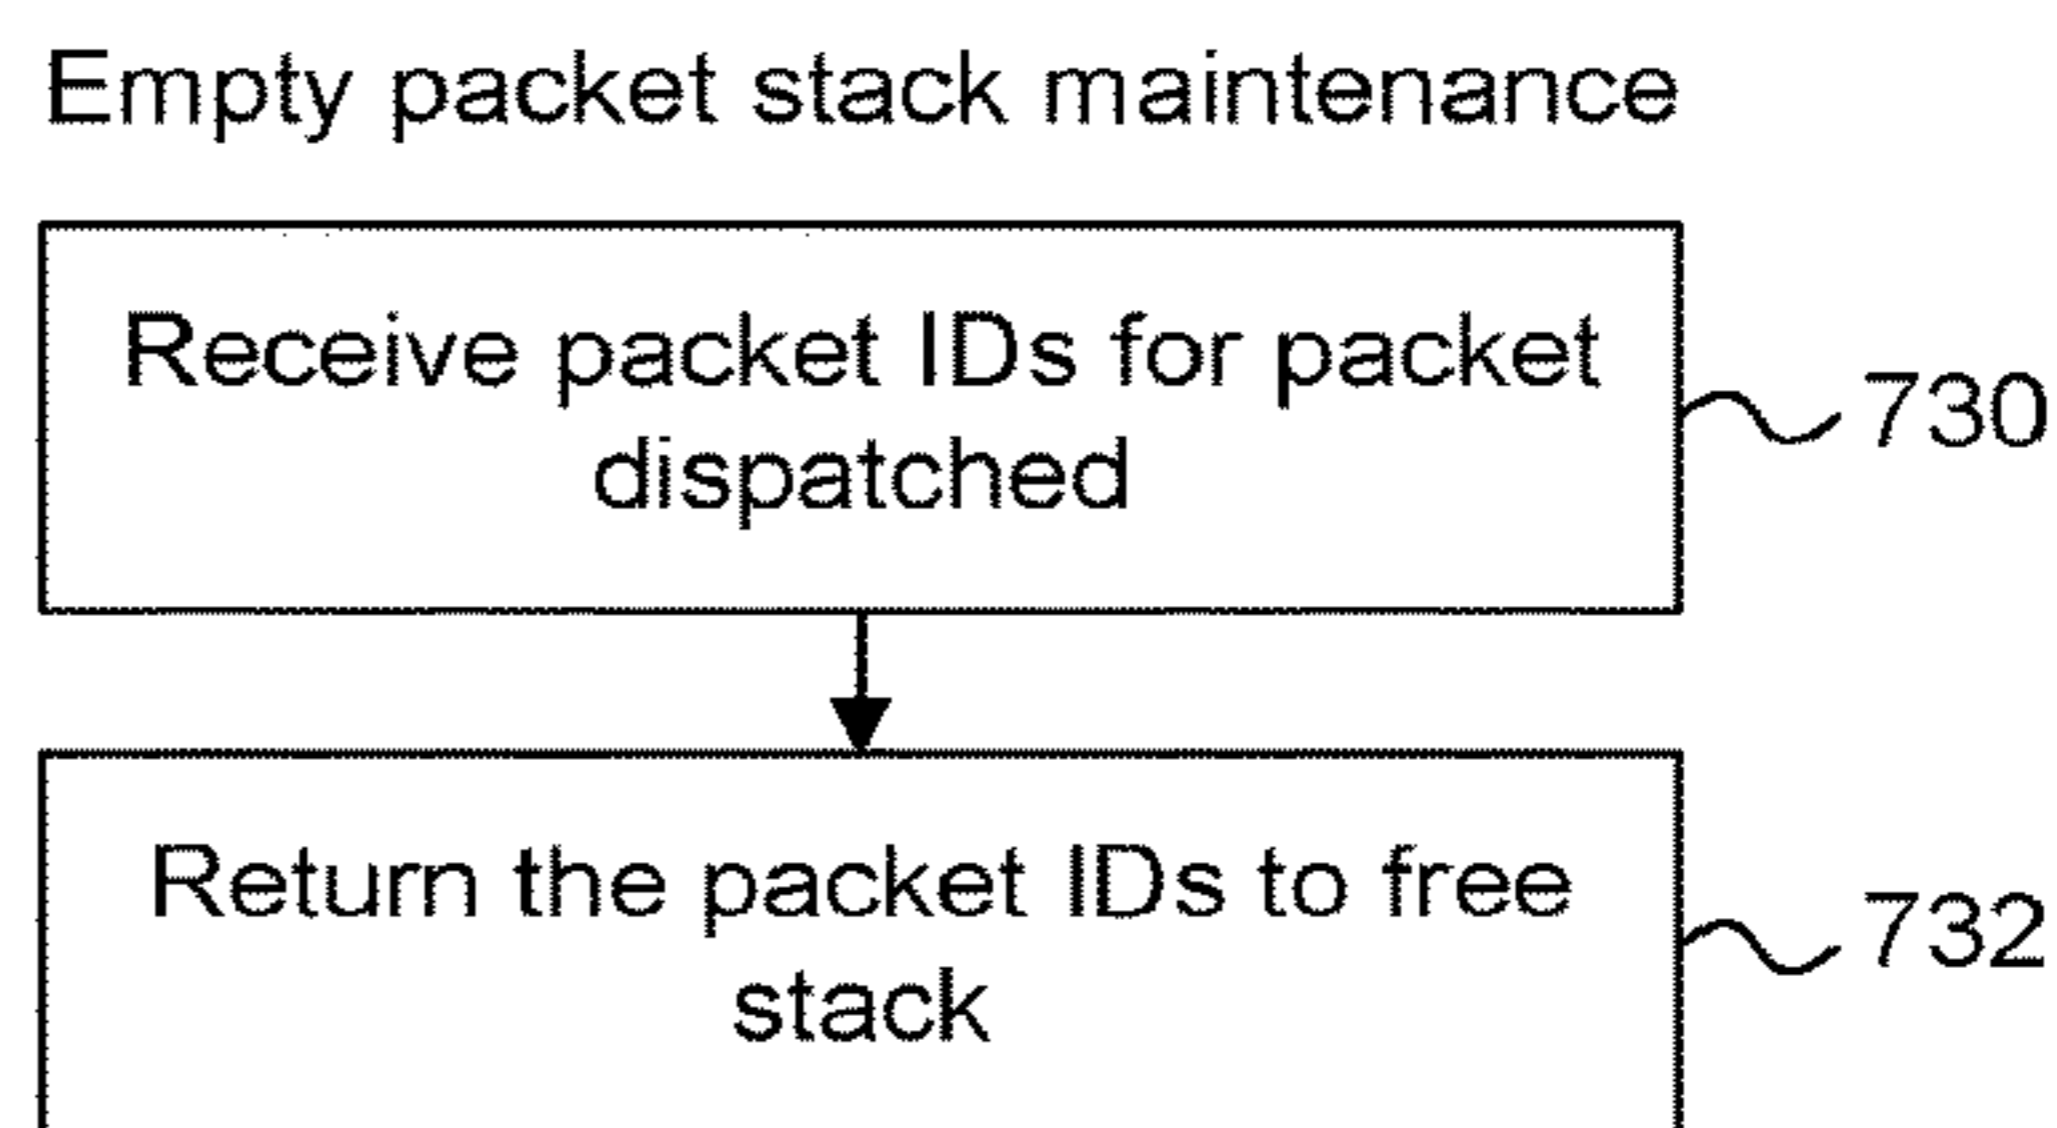 Empty packet stack maintenance
Receive packet IDs for packet
dispatched
730
Return the packet IDs to free
stack
732